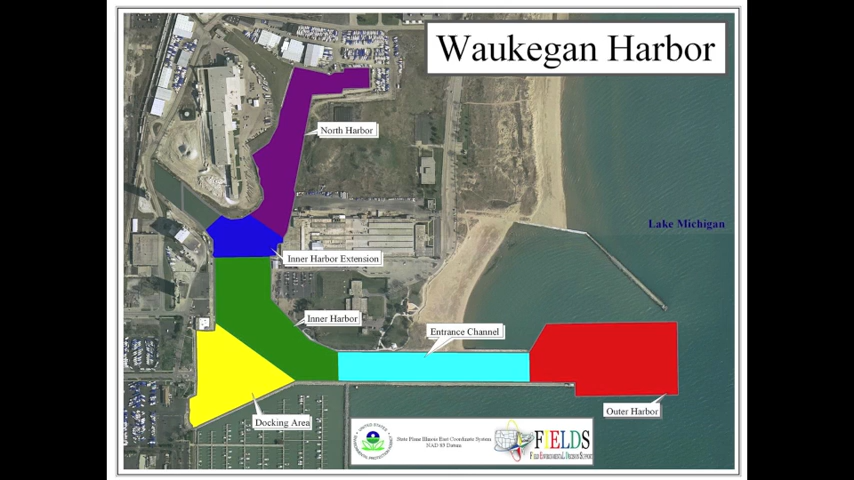 Waukegan Harbor
North Harbor
Lake Michigan
Inner Harbor Extension
Inner Harbor
Entrance Channel
Outer Harbor
Docking Area
State Plane Illinois East Coordinate System
NAD 83 Datum
FIELDS